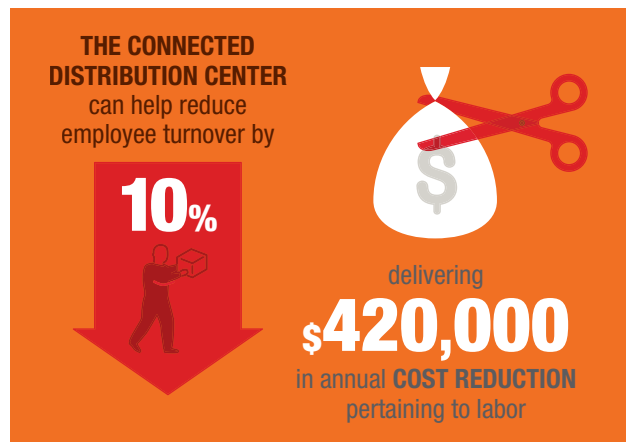 THE CONNECTED
DISTRIBUTION CENTER
can help reduce
employee turnover by
10%
$
delivering
$420,000
in annual COST REDUCTION
pertaining to labor